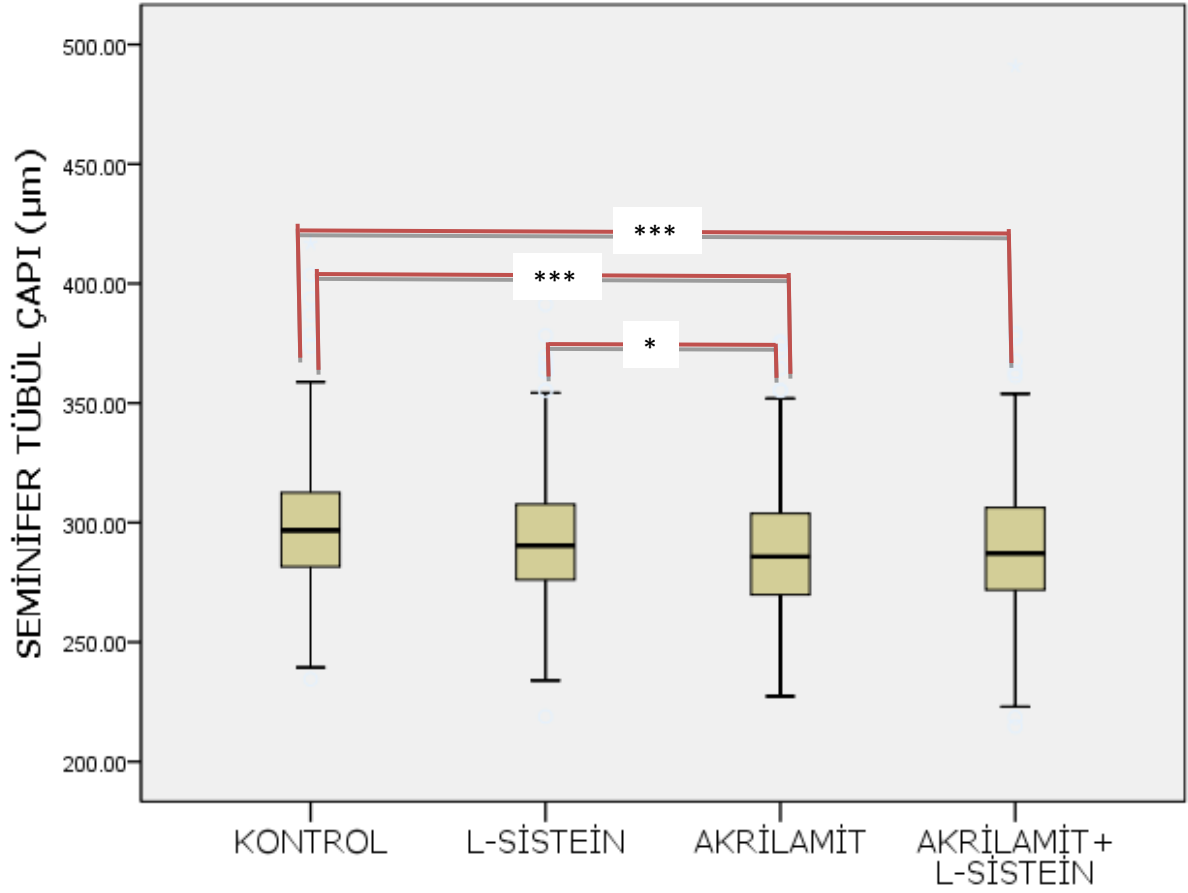 SEMİNİFER TÜBÜL ÇAPI (µm)
500.00
450.00
400.00
350.00
300.00
250.00
200.00
***
***
*
KONTROL
L-SİSTEİN
AKRİLAMİT
AKRİLAMİT+
L-SİSTEİN